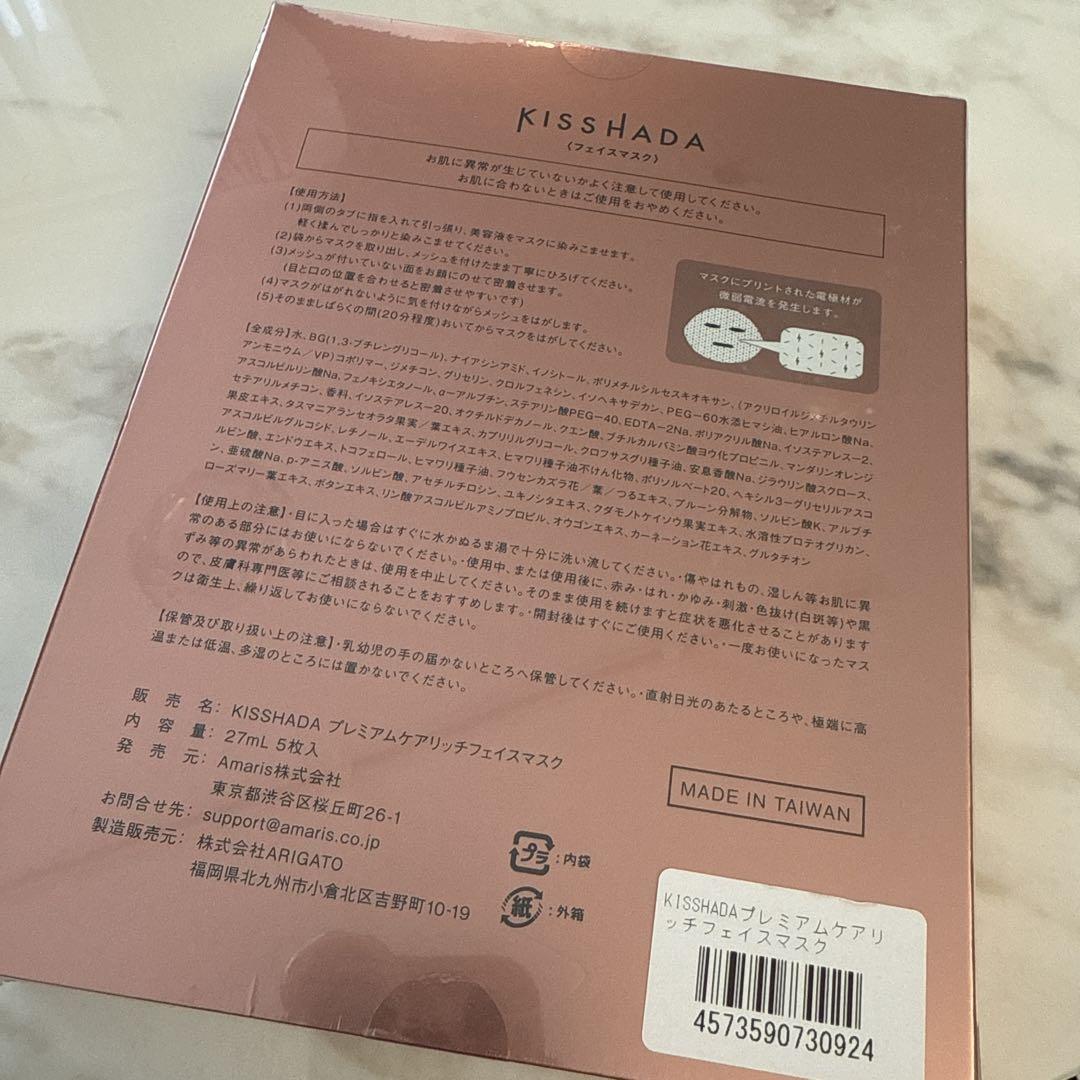 KISSHADA
〈フェイスマスク〉
お肌に異常が生じていないかよく注意して使用してください。
お肌に合わないときはご使用をおやめください。
【使用方法】
(1)両側のタブに指を入れて引っ張り、美容液をマスクに染みこませます。
軽く揉んでしっかりと染みこませてください。
(2)袋からマスクを取り出し、メッシュを付けたまま丁寧にひろげてください。
(3)メッシュが付いていない面をお顔にのせて密着させます。
(目と口の位置を合わせると密着させやすいです)
(4)マスクがはがれないように気を付けながらメッシュをはがします。
(5)そのまましばらくの間(20分程度)おいてからマスクをはがしてください。
マスクにプリントされた電極材が
微弱電流を発生します。
【全成分】水、BG(1,3-ブチレングリコール)、ナイアシンアミド、イノシトール、ポリメチルシルセスキオキサン、(アクリロイルジメチルタウリン
アンモニウム／VP)コポリマー、ジメチコン、グリセリン、クロルフェネシン、イソヘキサデカン、PEG-60水添ヒマシ油、ヒアルロン酸Na、
アスコルビルリン酸Na、フェノキシエタノール、α-アルブチン、ステアリン酸PEG-40、EDTA-2Na、ポリアクリル酸Na、イソステアレス-2、
セテアリルメチコン、香料、イソステアレス-20、オクチルドデカノール、クエン酸、ブチルカルバミン酸ヨウ化プロピニル、マンダリンオレンジ
果皮エキス、タスマニアランセオラタ果実／葉エキス、カプリリルグリコール、クロフサスグリ種子油、安息香酸Na、ジラウリン酸スクロース、
アスコルビルグルコシド、レチノール、エーデルワイスエキス、ヒマワリ種子油不けん化物、ポリソルベート20、ヘキシル3-グリセリルアスコ
ルビン酸、エンドウエキス、トコフェロール、ヒマワリ種子油、フウセンカズラ花／葉／つるエキス、プルーン分解物、ソルビン酸K、アルブチ
ン、亜硫酸Na、p-アニス酸、ソルビン酸、アセチルチロシン、ユキノシタエキス、クダモノトケイソウ果実エキス、水溶性プロテオグリカン、
ローズマリー葉エキス、ボタンエキス、リン酸アスコルビルアミノプロピル、オウゴンエキス、カーネーション花エキス、グルタチオン
【使用上の注意】・目に入った場合はすぐに水かぬるま湯で十分に洗い流してください。・傷やはれもの、湿しん等お肌に異
常のある部分にはお使いにならないでください。・使用中、または使用後に、赤み・はれ・かゆみ・刺激・色抜け(白斑等)や黒
ずみ等の異常があらわれたときは、使用を中止してください。そのまま使用を続けますと症状を悪化させることがあります
ので、皮膚科専門医等にご相談されることをおすすめします。・開封後はすぐにご使用ください。・一度お使いになったマス
クは衛生上、繰り返してお使いにならないでください。
【保管及び取り扱い上の注意】・乳幼児の手の届かないところへ保管してください。・直射日光のあたるところや、極端に高
温または低温、多湿のところには置かないでください。
販売名：KISSHADA プレミアムケアリッチフェイスマスク
内容量：27mL 5枚入
発売元：Amaris株式会社
東京都渋谷区桜丘町26-1
お問合せ先：support@amaris.co.jp
製造販売元：株式会社ARIGATO
福岡県北九州市小倉北区吉野町10-19
MADE IN TAIWAN
プラ：内袋
紙：外箱
KISSHADAプレミアムケアリ
ッチフェイスマスク
4573590730924